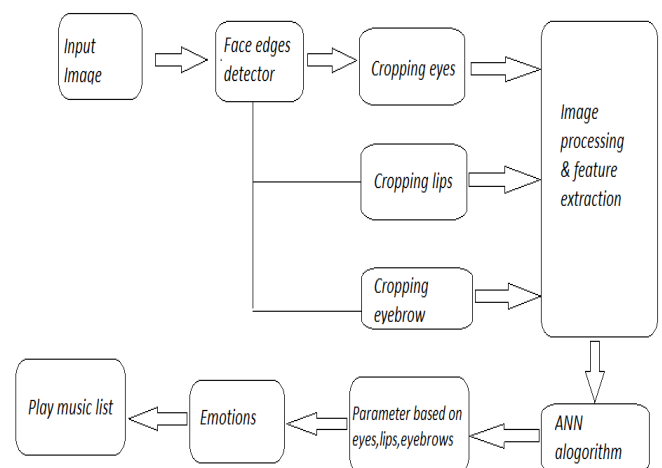 Input
Image
Face edges
detector
Cropping eyes
Cropping lips
Cropping
eyebrow
Image
processing
& feature
extraction
ANN
alogorithm
Parameter based on
eyes,lips,eyebrows
Emotions
Play music list